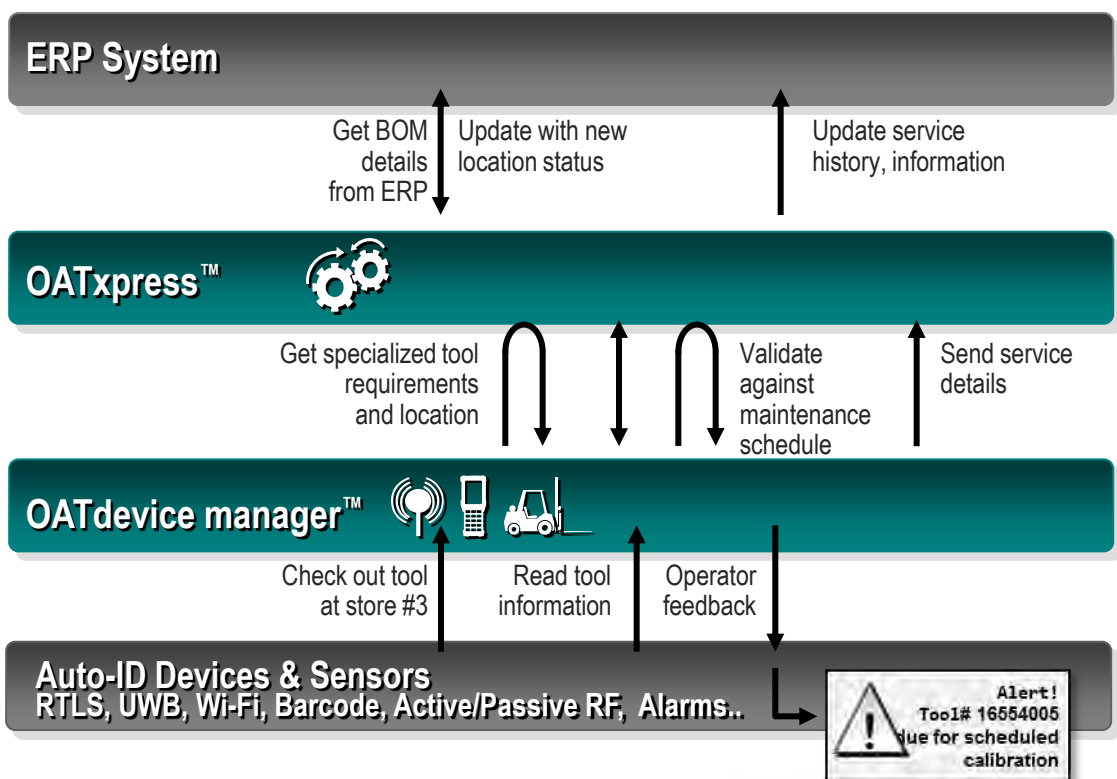 ERP System
Get BOM
details
from ERP
Update with new
location status
Update service
history, information
OATxpress™
Get specialized tool
requirements
and location
Validate
against
maintenance
schedule
Send service
details
OATdevice manager™
Check out tool
at store #3
Read tool
information
Operator
feedback
Auto-ID Devices & Sensors
RTLS, UWB, Wi-Fi, Barcode, Active/Passive RF, Alarms..
Alert!
Tool# 16554005
due for scheduled
calibration